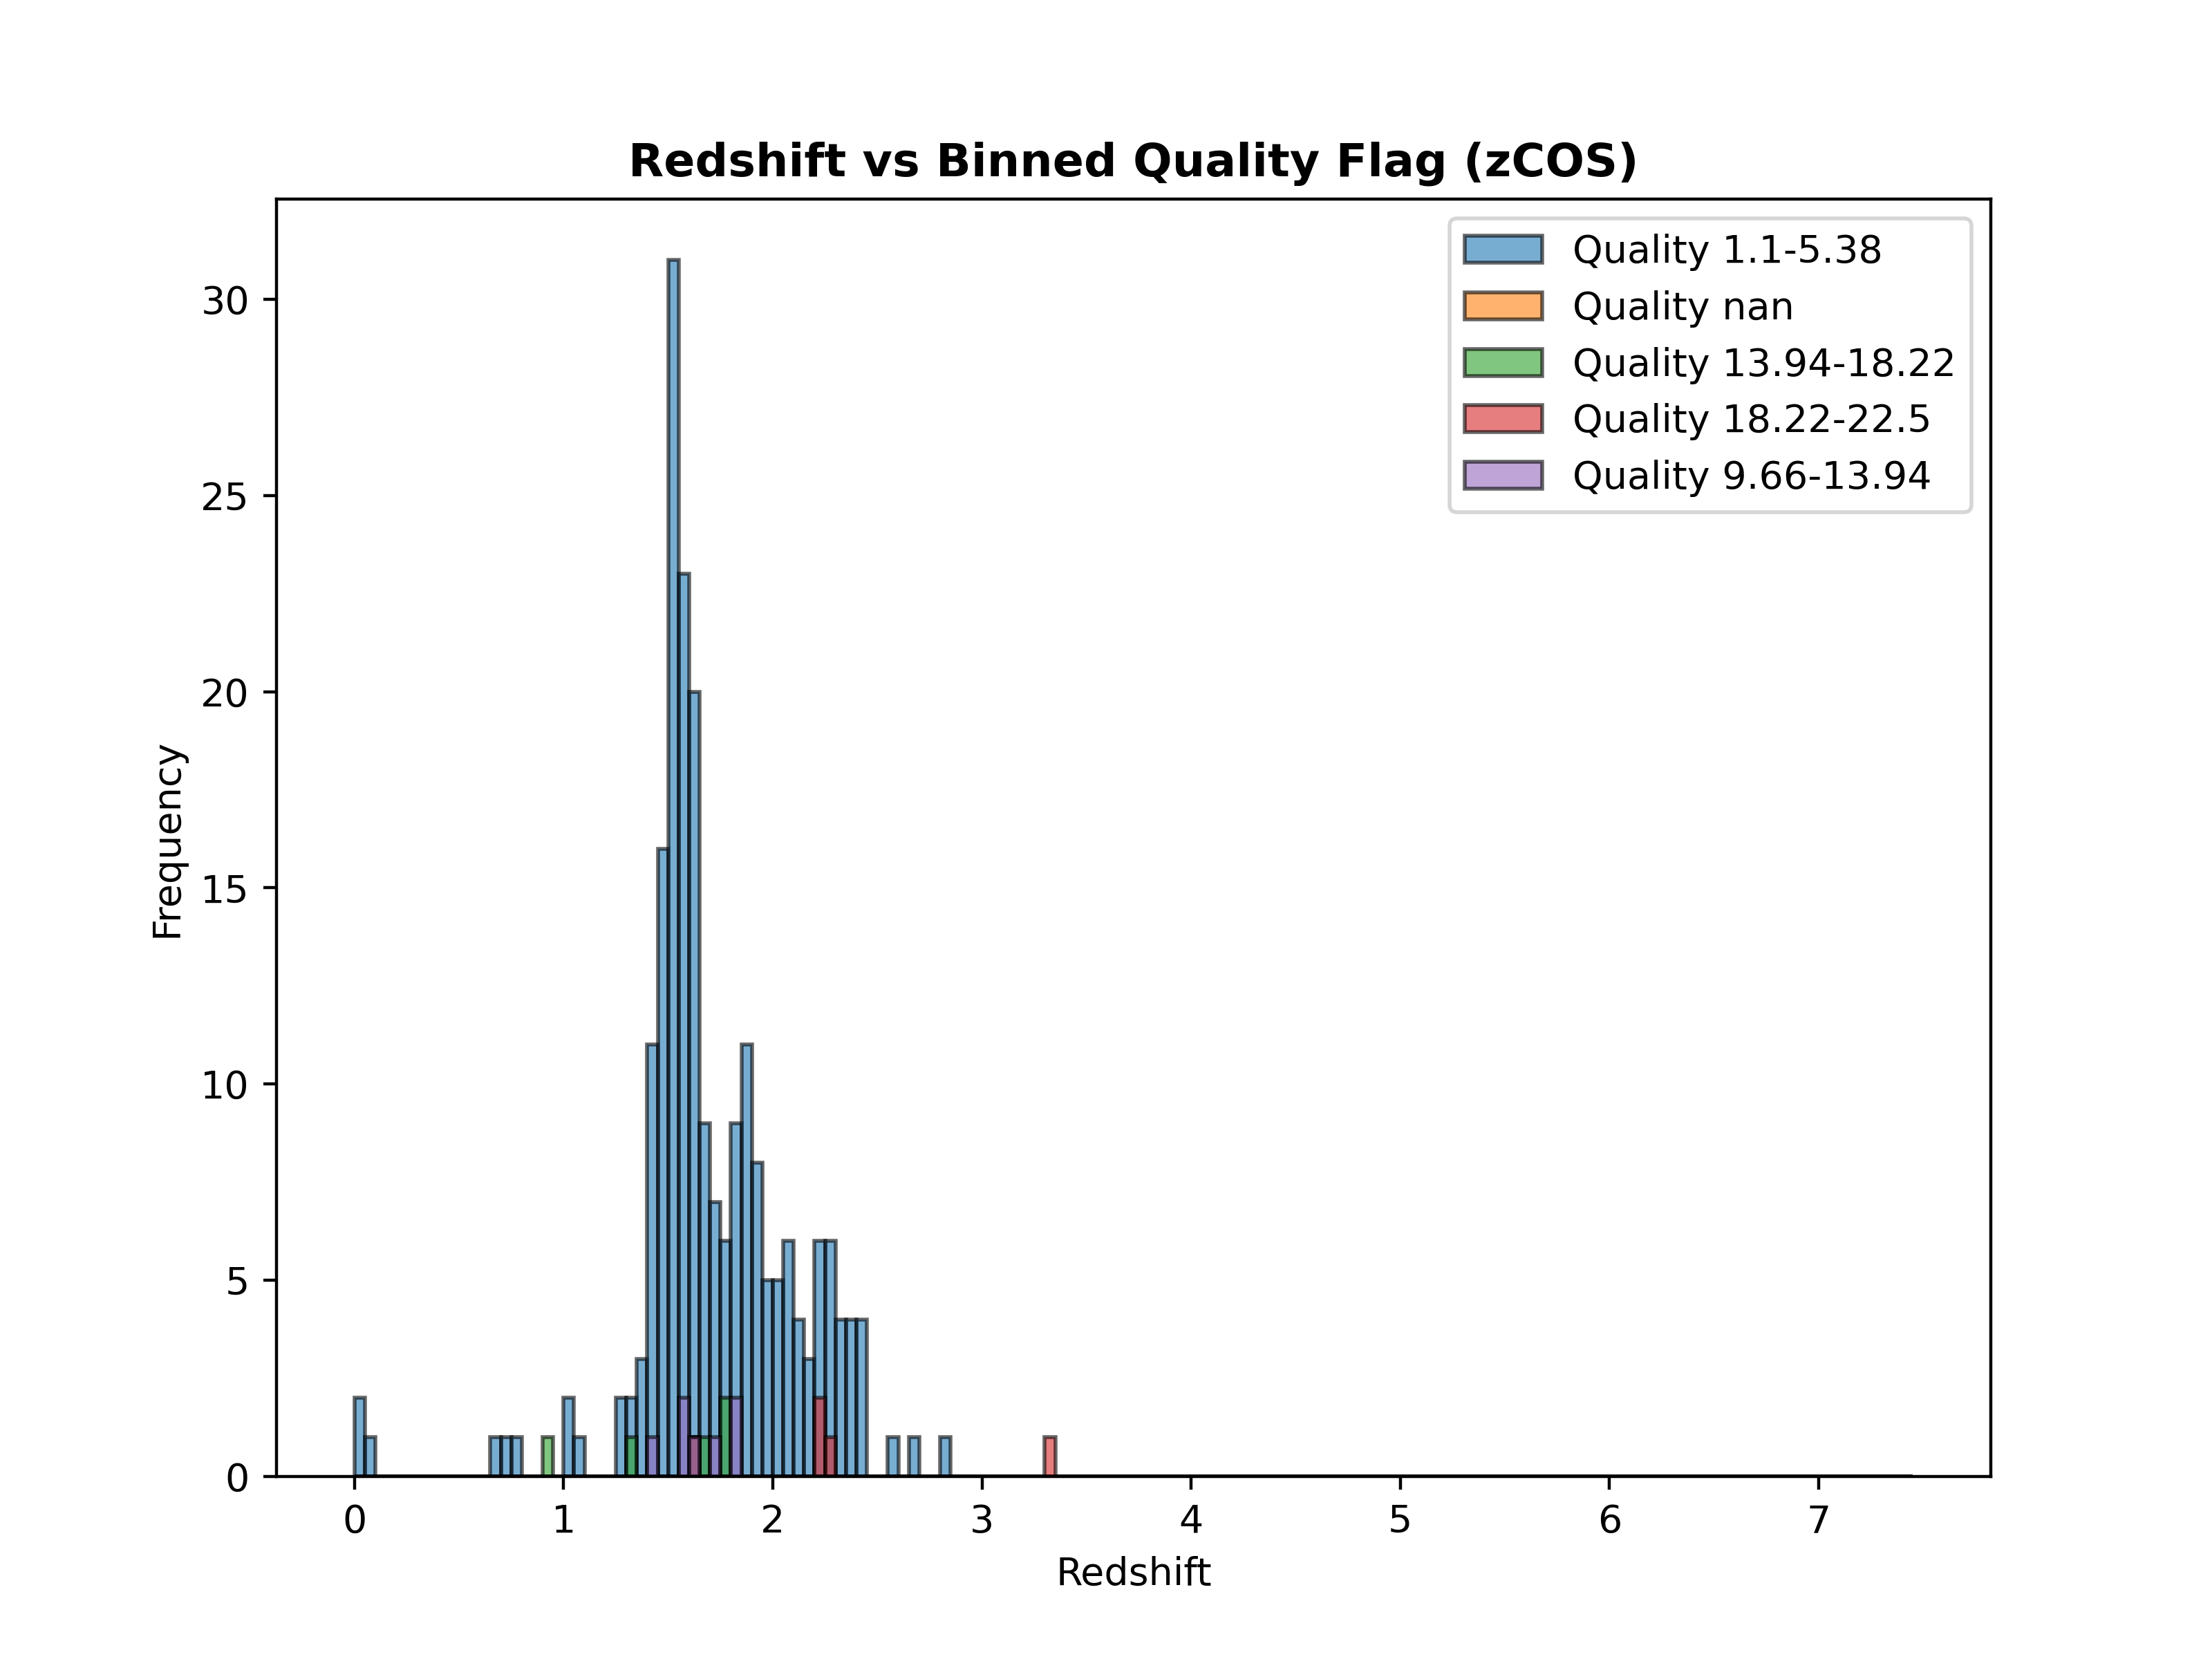 Redshift vs Binned Quality Flag (zCOS)
Quality 1.1-5.38
Quality nan
Quality 13.94-18.22
Quality 18.22-22.5
Quality 9.66-13.94
Frequency
30
25
20
15
10
5
0
0 1 2 3 4 5 6 7
Redshift